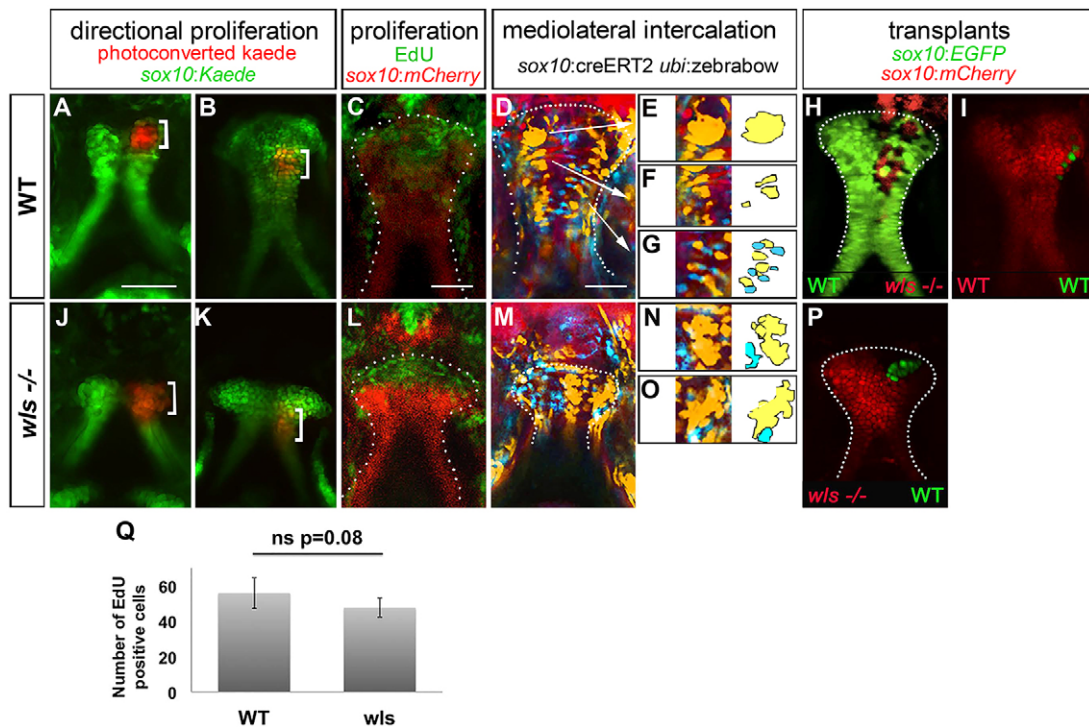 directional proliferation
photoconverted kaede
sox10:Kaede
proliferation
EdU
sox10:mCherry
mediolateral intercalation
sox10:creERT2 ubi:zebrabow
transplants
sox10:EGFP
sox10:mCherry
WT
A
B
C
D
E
F
G
H
WT
wls -/-
I
WT
WT
wls -/-
J
K
L
M
N
O
P
wls -/-
WT
Q
ns p=0.08
Number of EdU
positive cells
60
40
20
0
WT
wls